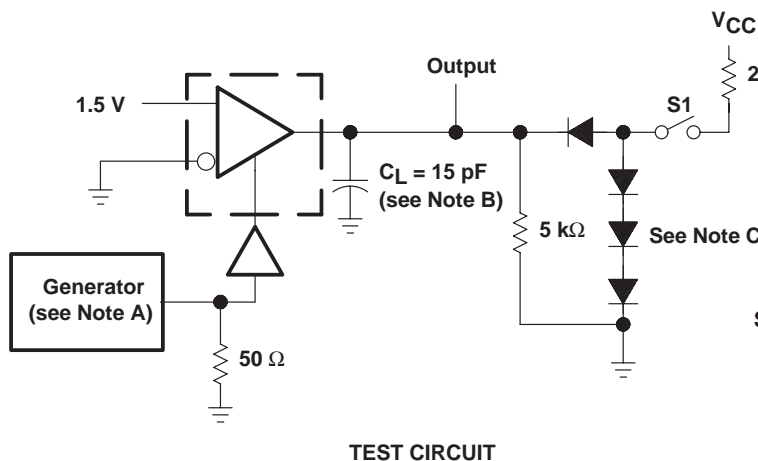 VCC
Output
2
S1
1.5 V
CL = 15 pF
(see Note B)
5 kΩ
See Note C
Generator
(see Note A)
50 Ω
S
TEST CIRCUIT